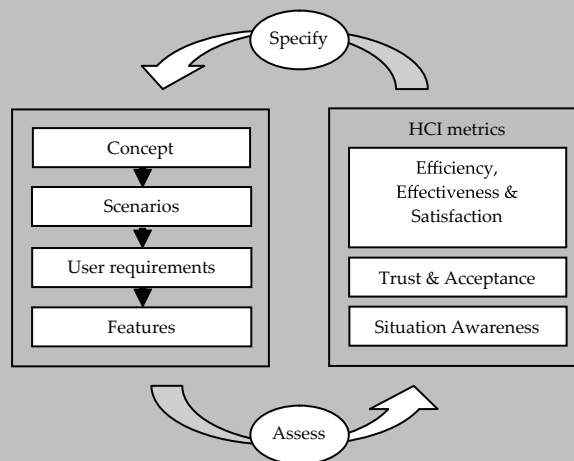 Specify
Concept
Scenarios
User requirements
Features
HCI metrics
Efficiency,
Effectiveness &
Satisfaction
Trust & Acceptance
Situation Awareness
Assess